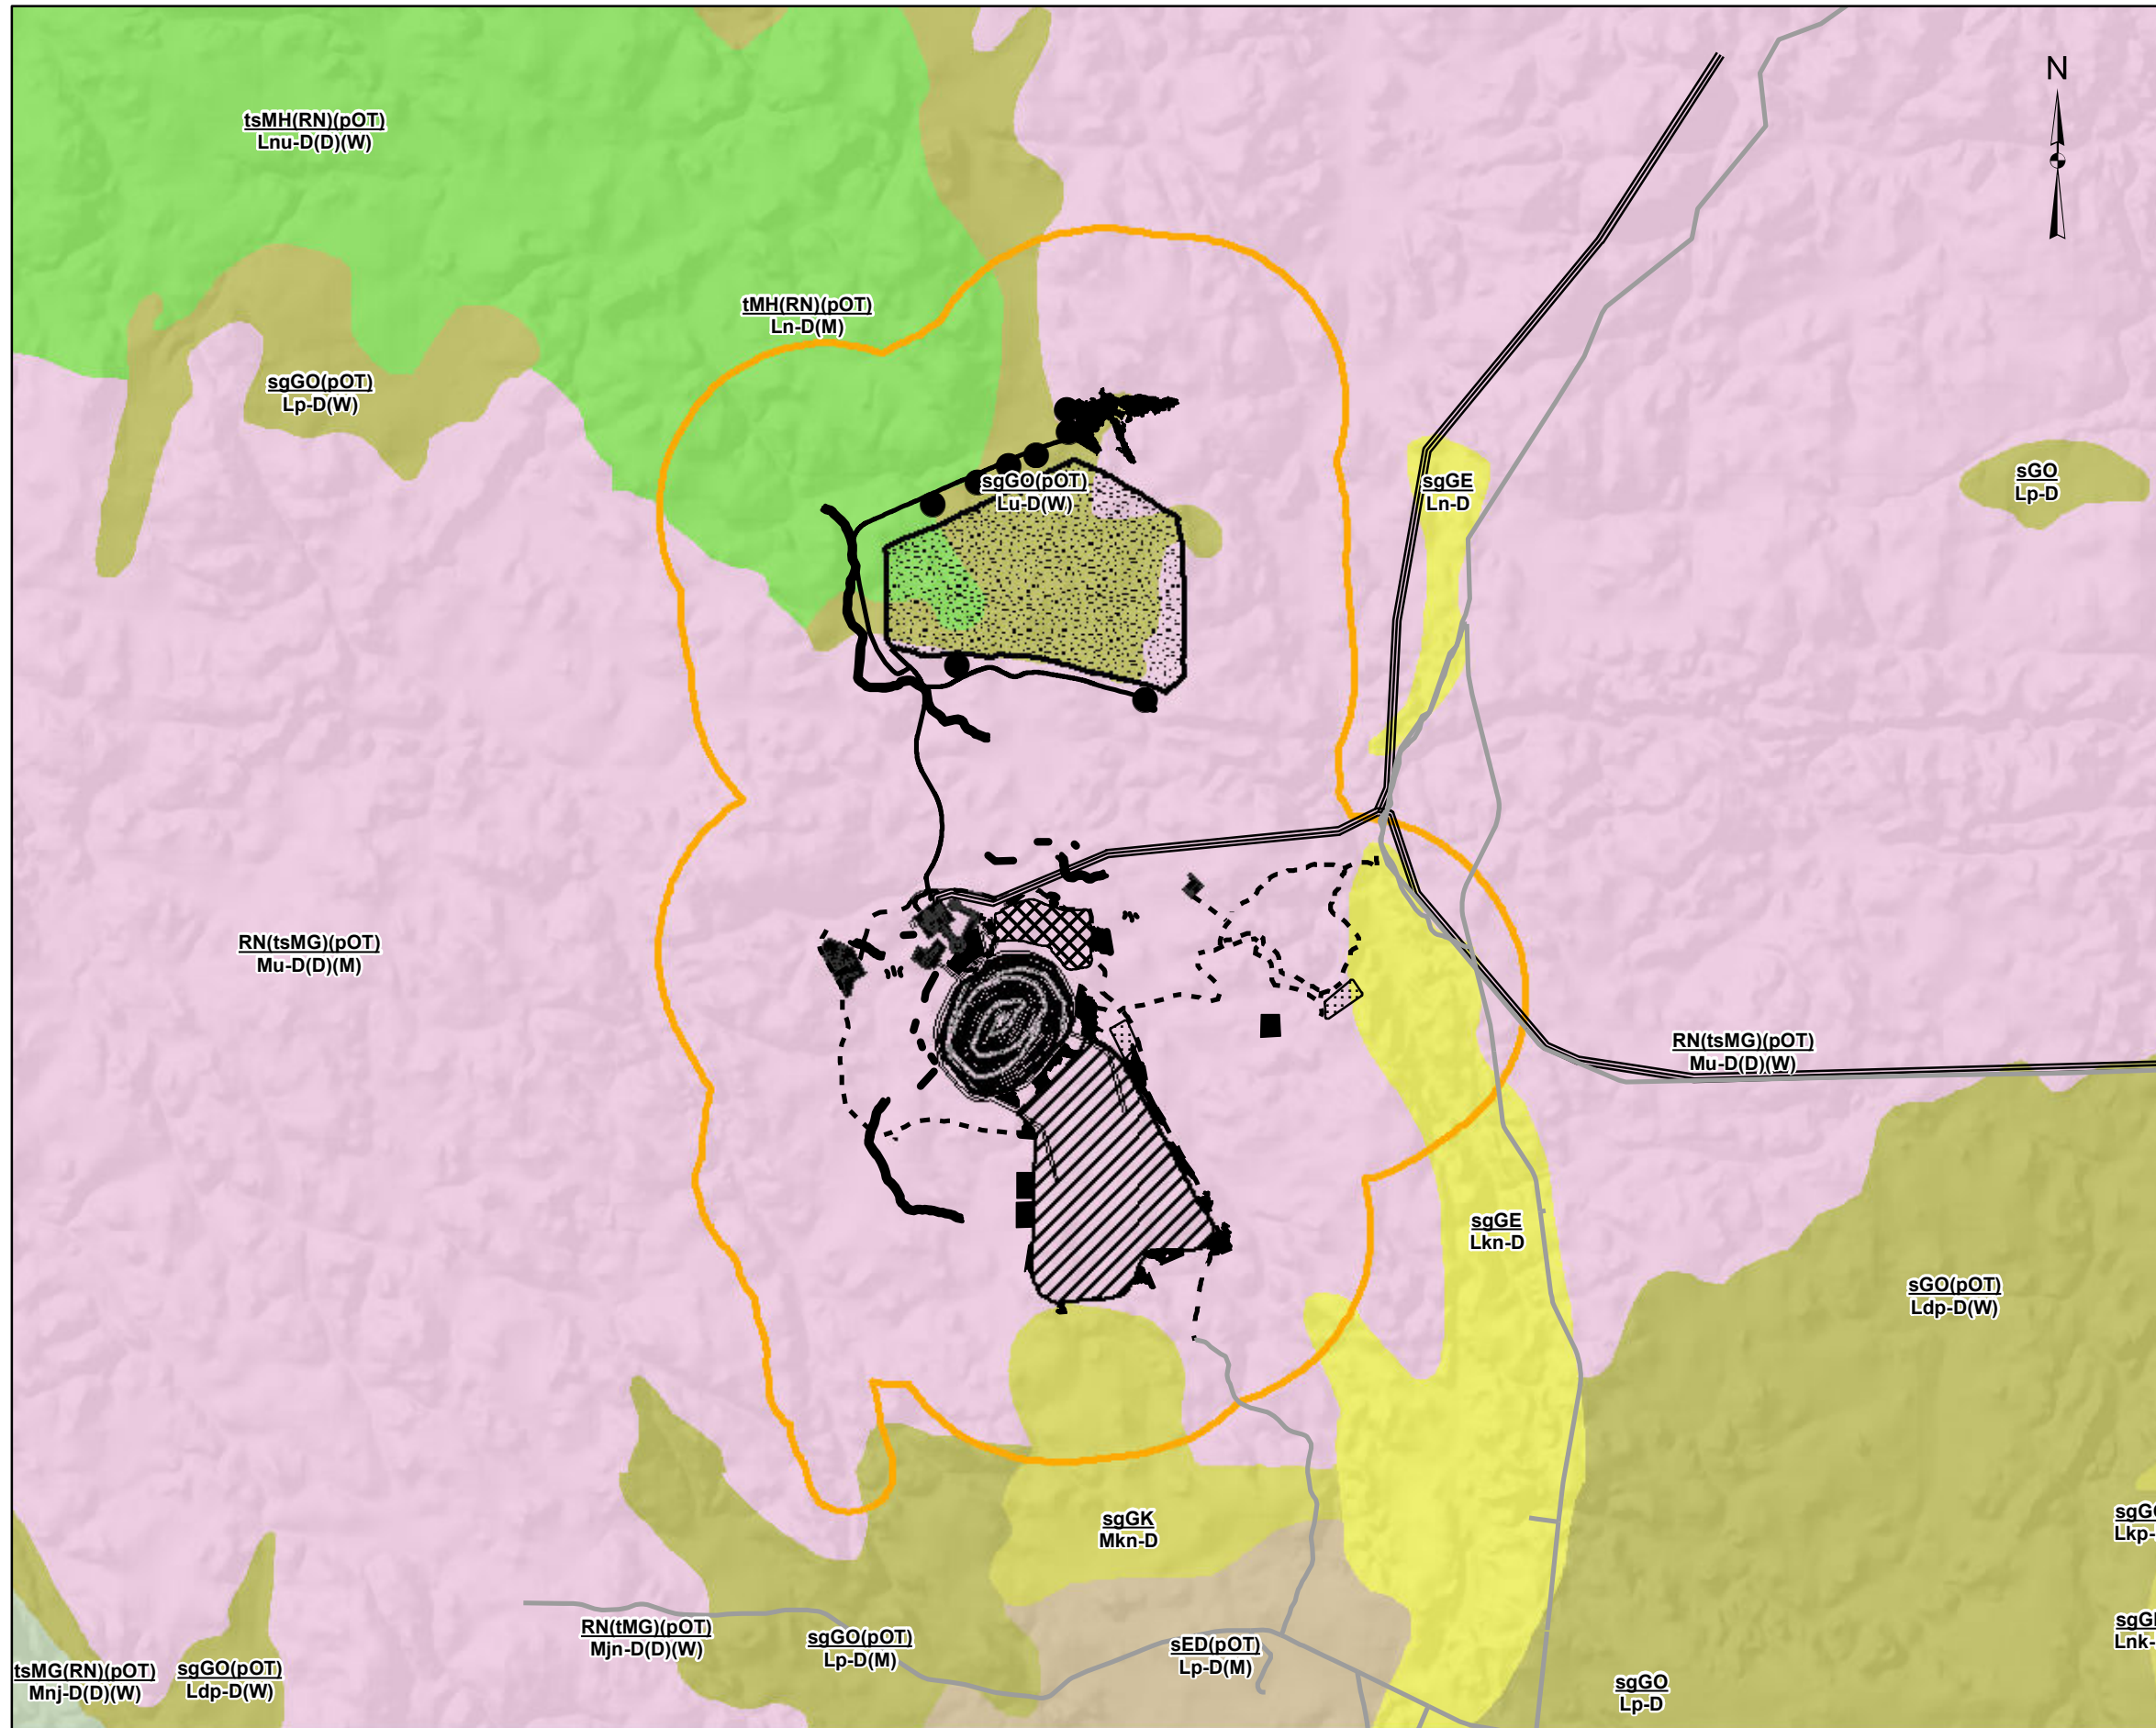 N
tsMH(RN)(pOT)
Lnu-D(D)(W)
tMH(RN)(pOT)
Ln-D(M)
sgGO(pOT)
Lp-D(W)
sgGO(pOT)
Lu-D(W)
sgGE
Ln-D
sGO
Lp-D
RN(tsMG)(pOT)
Mu-D(D)(M)
RN(tsMG)(pOT)
Mu-D(D)(W)
sgGE
Lkn-D
sGO(pOT)
Ldp-D(W)
sgGK
Mkn-D
Lkp-
RN(tMG)(pOT)
Mjn-D(D)(W)
sgGO(pOT)
Lp-D(M)
sED(pOT)
Lp-D(M)
Lnk-
tsMG(RN)(pOT)
Mnj-D(D)(W)
sgGO(pOT)
Ldp-D(W)
sgGO
Lp-D